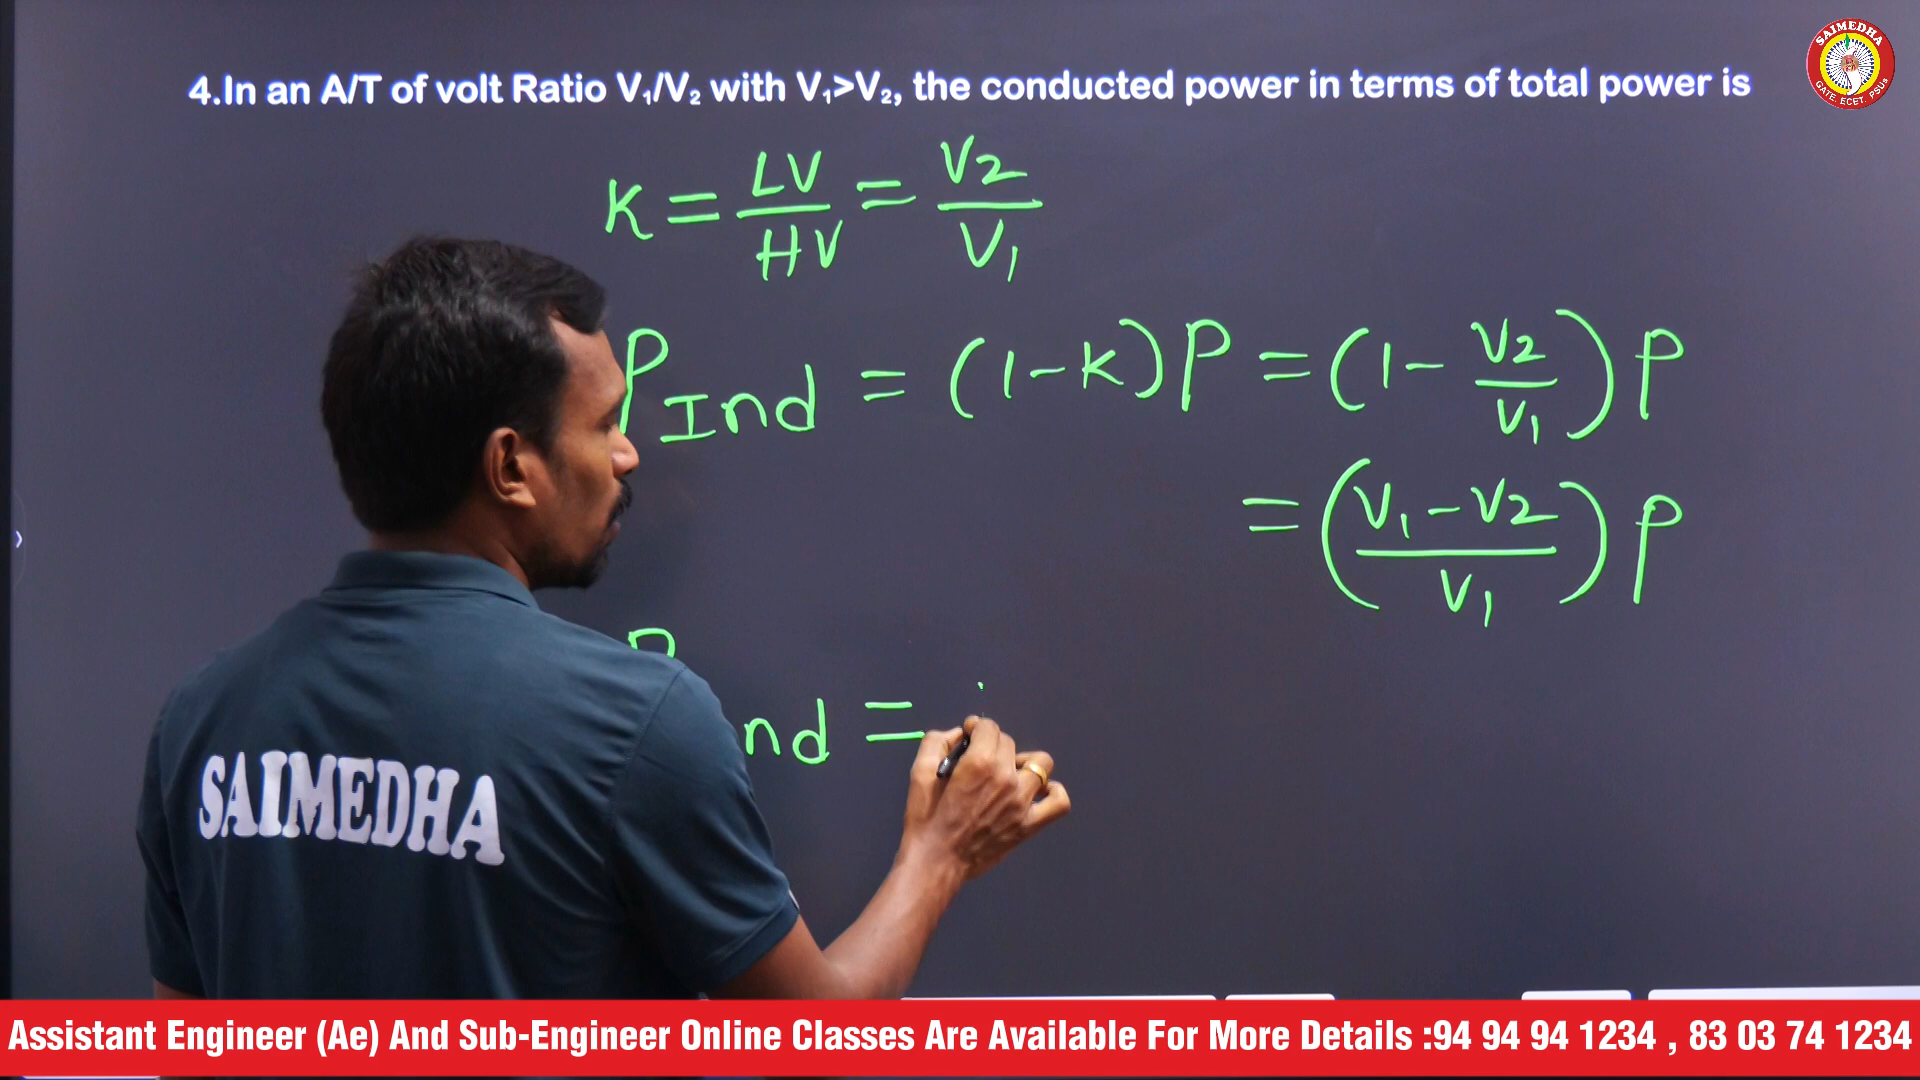 SAIMEDHA
GATE, ECET, PSUs
4.In an A/T of volt Ratio V₁/V₂ with V₁>V₂, the conducted power in terms of total power is
K = LV/HV = V2/V1
P Ind = (1-K)P = (1- V2/V1)P
= (V1-V2/V1)P
nd =
SAIMEDHA
Assistant Engineer (Ae) And Sub-Engineer Online Classes Are Available For More Details :94 94 94 1234 , 83 03 74 1234